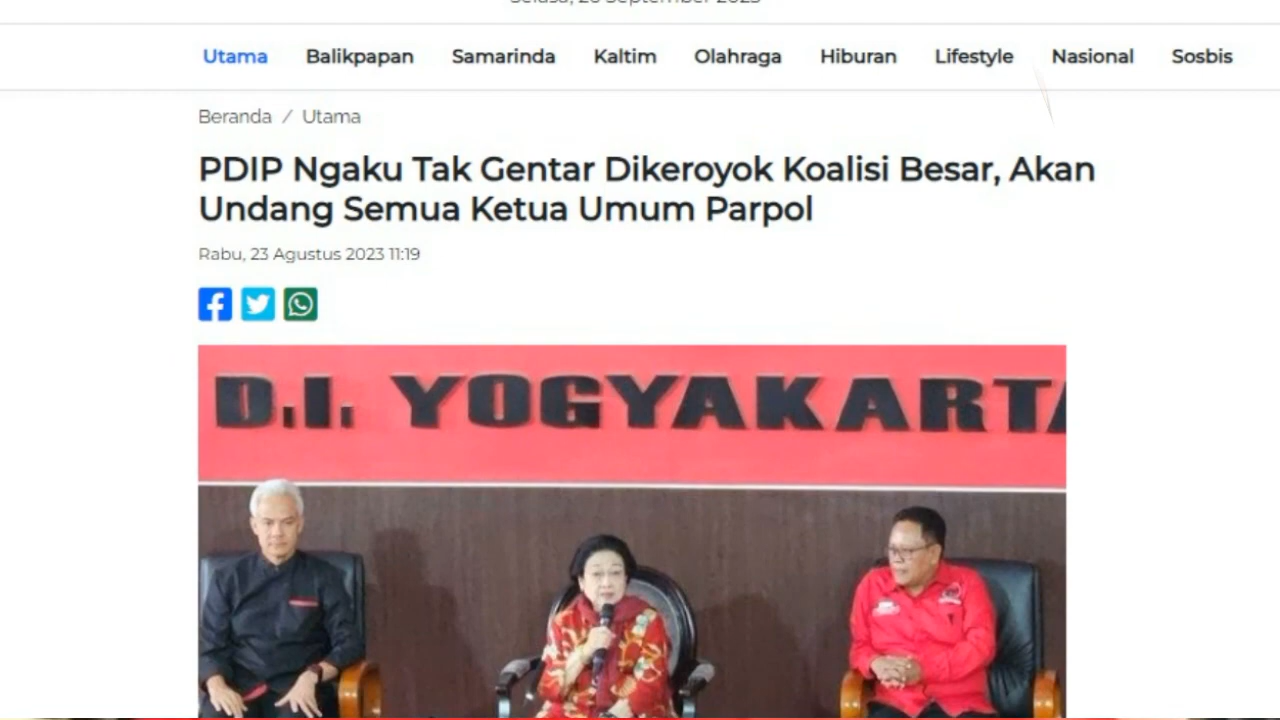 Utama Balikpapan Samarinda Kaltim Olahraga Hiburan Lifestyle Nasional Sosbis
Beranda / Utama
PDIP Ngaku Tak Gentar Dikeroyok Koalisi Besar, Akan
Undang Semua Ketua Umum Parpol
Rabu, 23 Agustus 2023 11:19
D.I. YOGYAKARTA